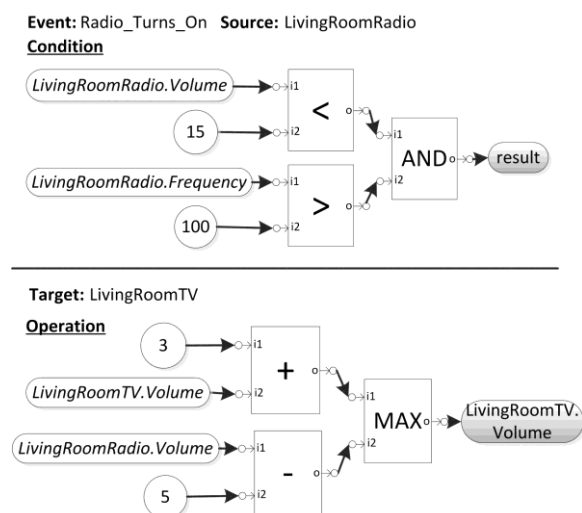 Event: Radio_Turns_On Source: LivingRoomRadio
Condition
LivingRoomRadio.Volume
i1
<
o
15
i2
i1
AND
o
result
LivingRoomRadio.Frequency
i1
i2
>
o
100
i2
Target: LivingRoomTV
Operation
3
i1
+
o
LivingRoomTV.Volume
i2
i1
MAX
o
LivingRoomTV.
Volume
LivingRoomRadio.Volume
i1
i2
-
o
5
i2